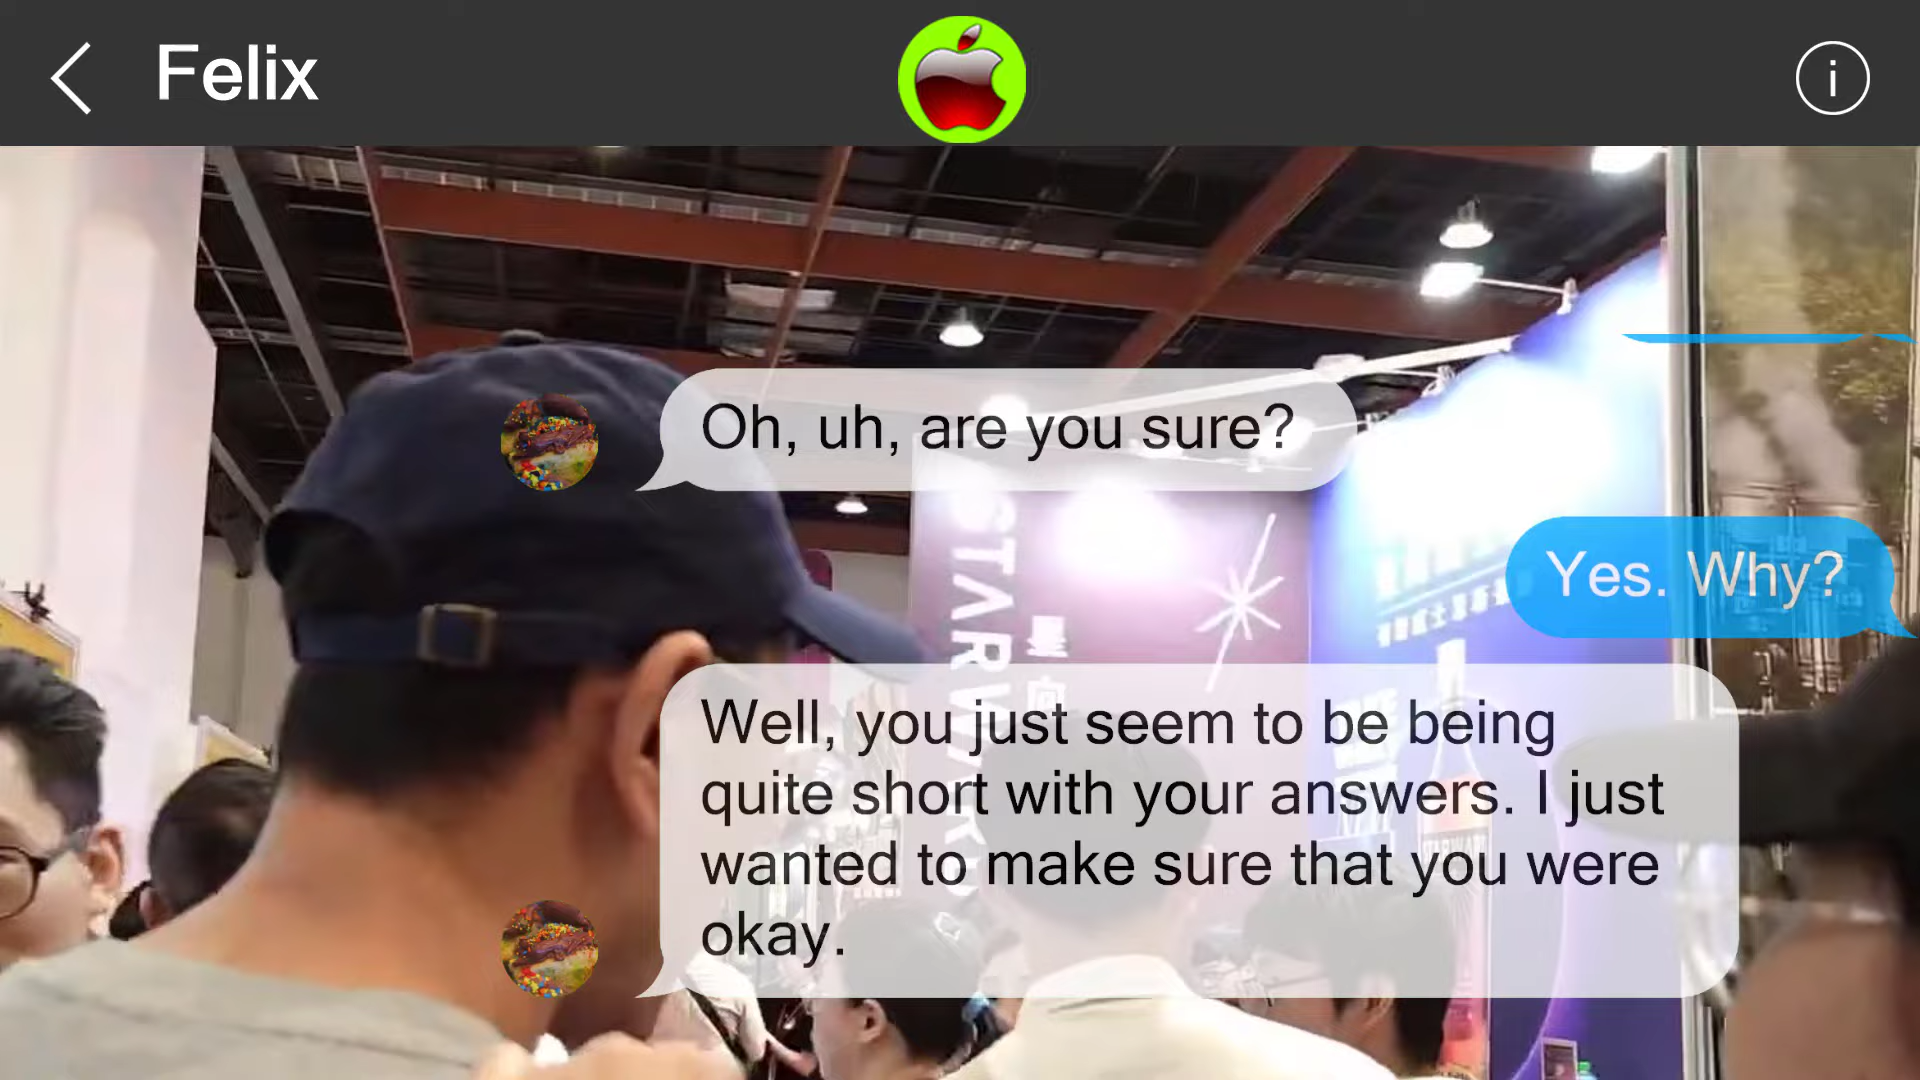 Felix
i
Oh, uh, are you sure?
Yes. Why?
Well, you just seem to be being
quite short with your answers. I just
wanted to make sure that you were
okay.